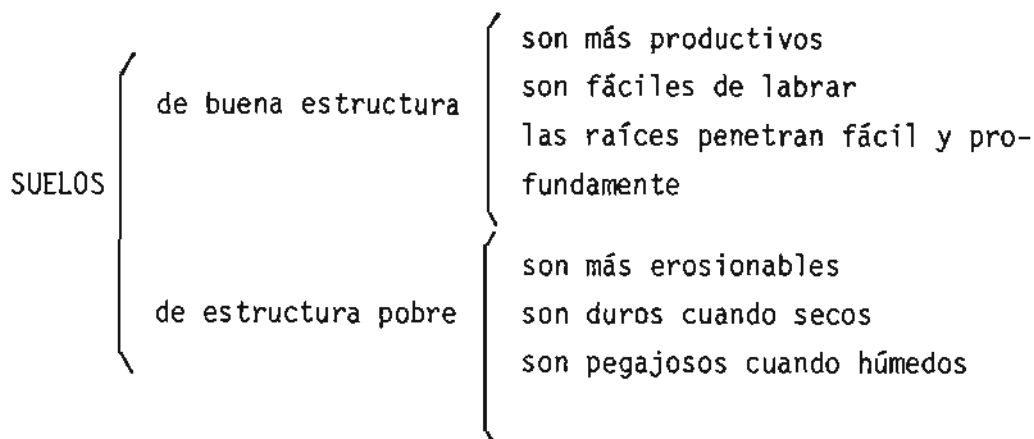 SUELOS
de buena estructura
son más productivos
son fáciles de labrar
las raíces penetran fácil y pro-
fundamente
de estructura pobre
son más erosionables
son duros cuando secos
son pegajosos cuando húmedos